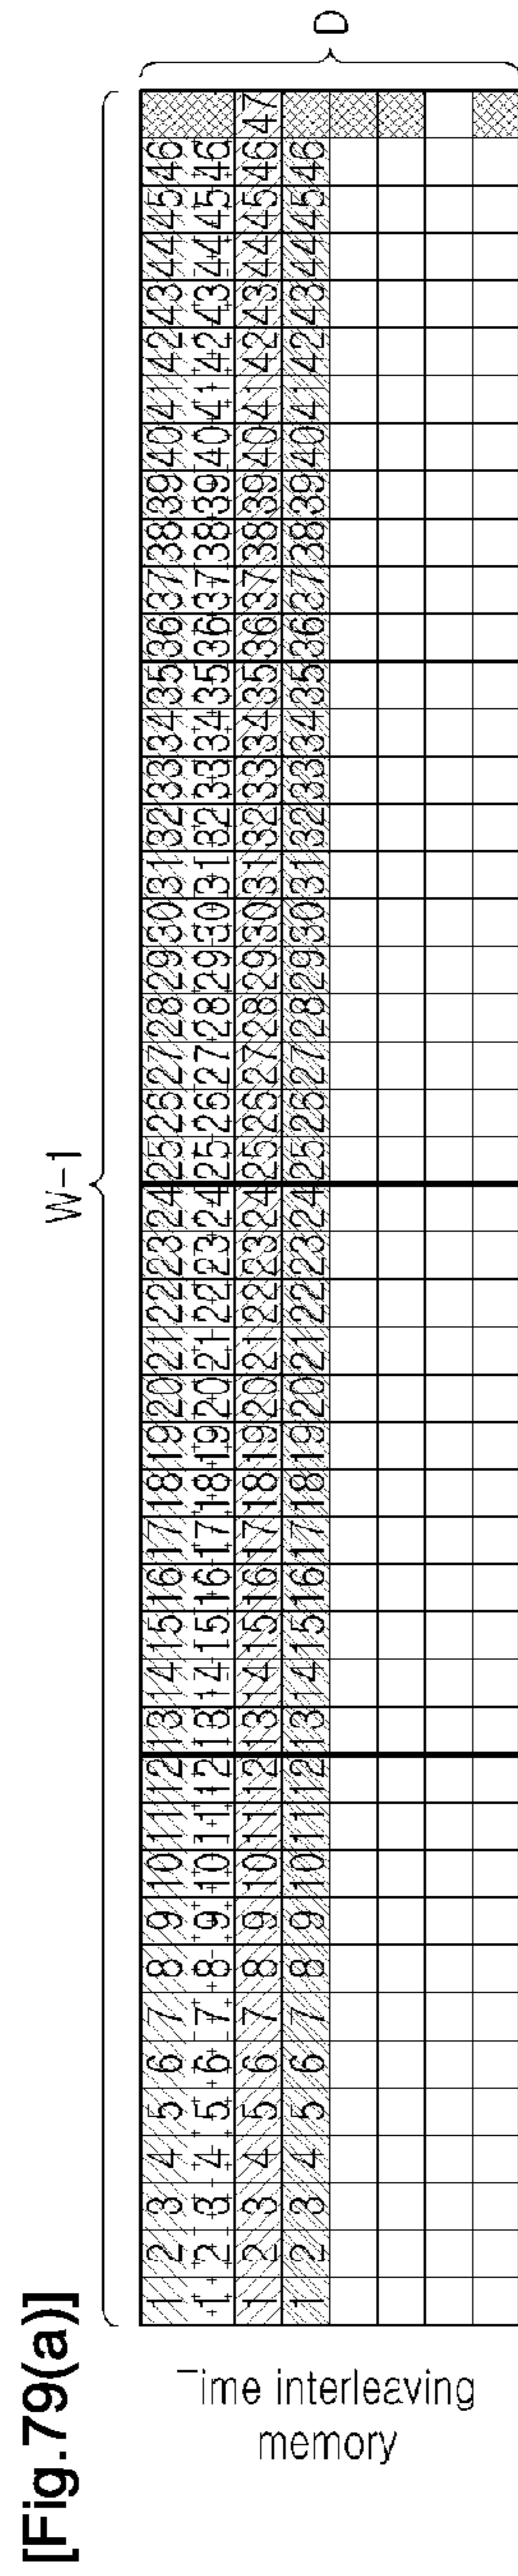 [Fig.79(a)]
W-1
1 2 3 4 5 6 7 8 9 10 11 12 13 14 15 16 17 18 19 20 21 22 23 24 25 26 27 28 29 30 31 32 33 34 35 36 37 38 39 40 41 42 43 44 45 46
1 2 3 4 5 6 7 8 9 10 11 12 13 14 15 16 17 18 19 20 21 22 23 24 25 26 27 28 29 30 31 32 33 34 35 36 37 38 39 40 41 42 43 44 45 46
1 2 3 4 5 6 7 8 9 10 11 12 13 14 15 16 17 18 19 20 21 22 23 24 25 26 27 28 29 30 31 32 33 34 35 36 37 38 39 40 41 42 43 44 45 46 47
1 2 3 4 5 6 7 8 9 10 11 12 13 14 15 16 17 18 19 20 21 22 23 24 25 26 27 28 29 30 31 32 33 34 35 36 37 38 39 40 41 42 43 44 45 46
D
Time interleaving
memory